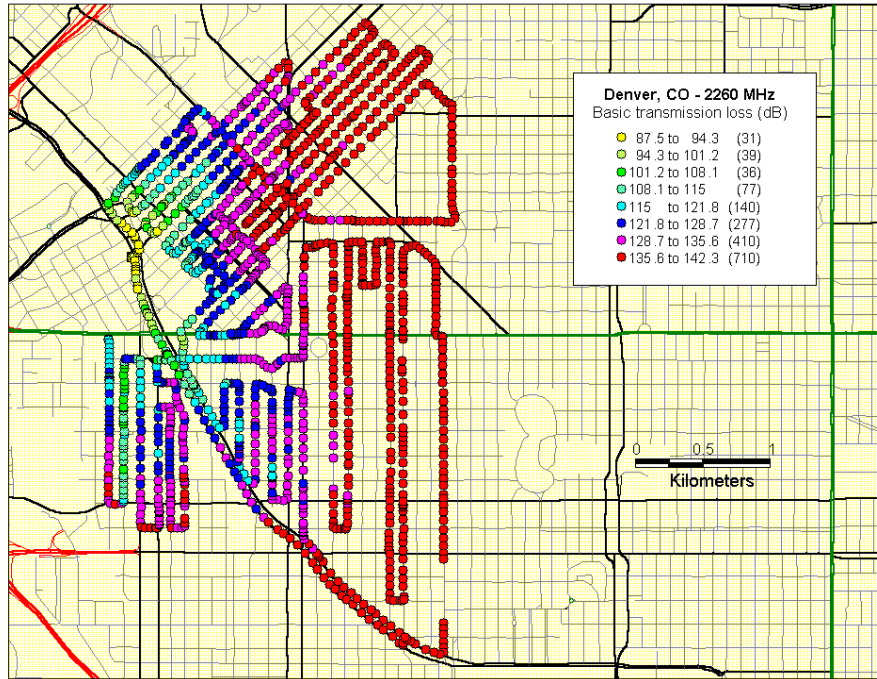 Denver, CO - 2260 MHz
Basic transmission loss (dB)
87.5 to 94.3 (31)
94.3 to 101.2 (39)
101.2 to 108.1 (36)
108.1 to 115 (77)
115 to 121.8 (140)
121.8 to 128.7 (277)
128.7 to 135.6 (410)
135.6 to 142.3 (710)
0 0.5 1
Kilometers